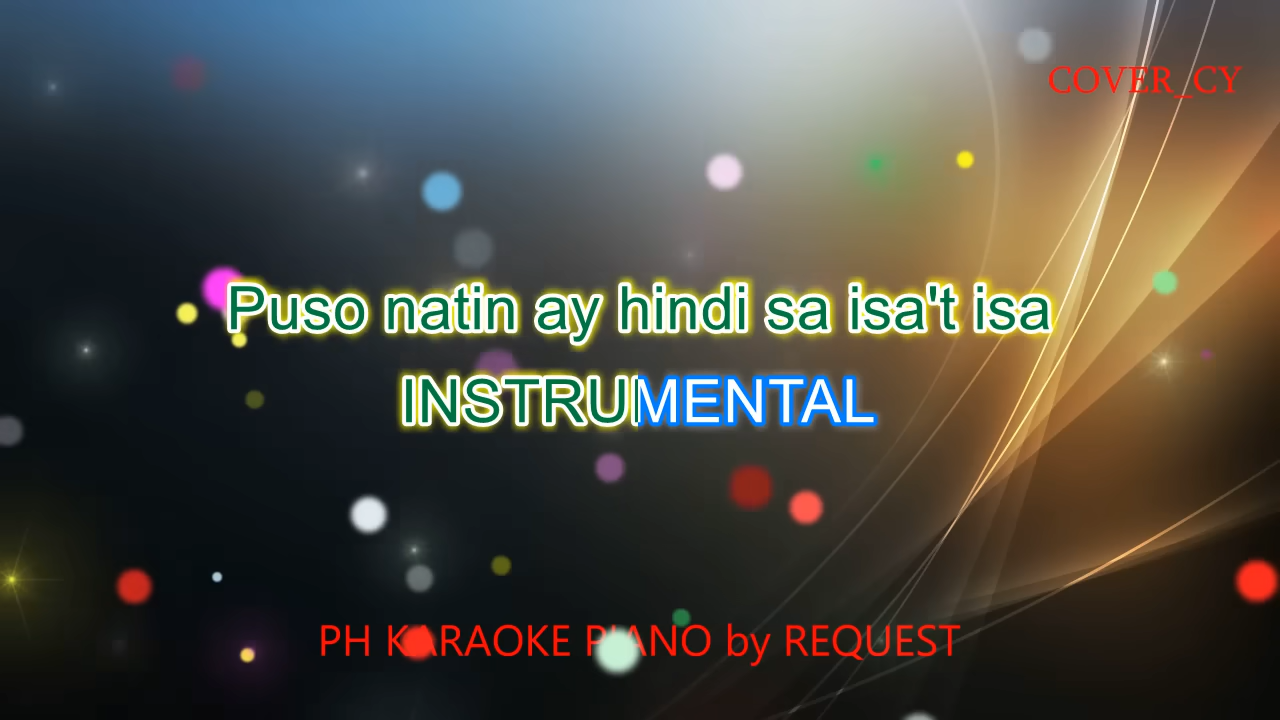 COVER_CY
Puso natin ay hindi sa isa't isa
INSTRUMENTAL
PH KARAOKE PIANO by REQUEST